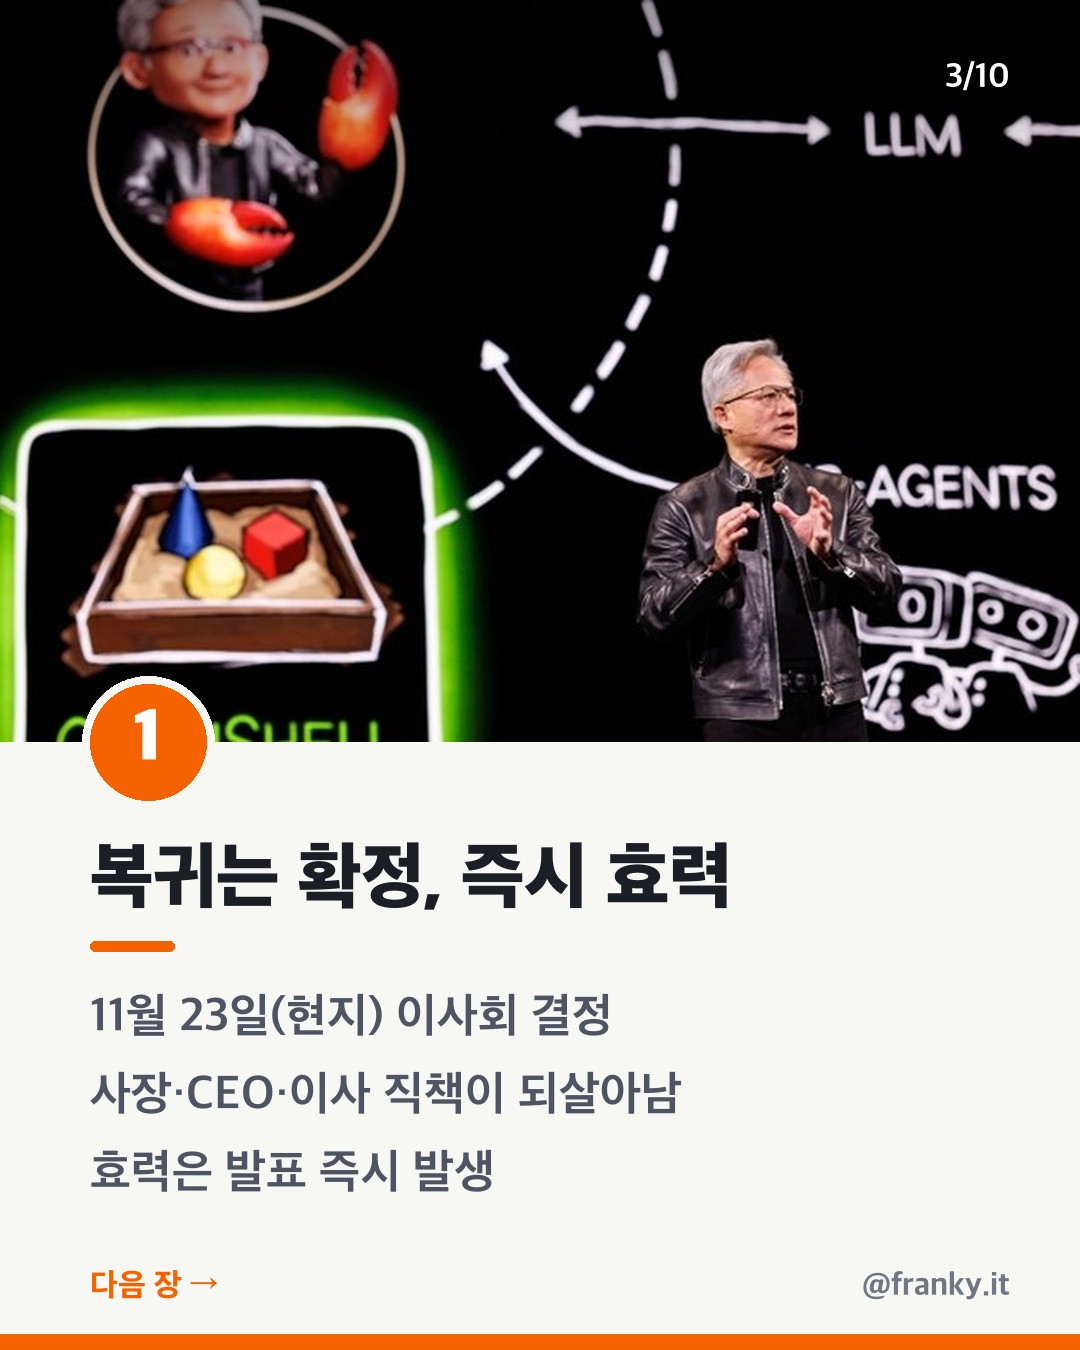 3/10
LLM
-AGENTS
1
복귀는 확정, 즉시 효력
11월 23일(현지) 이사회 결정
사장·CEO·이사 직책이 되살아남
효력은 발표 즉시 발생
다음 장 →
@franky.it